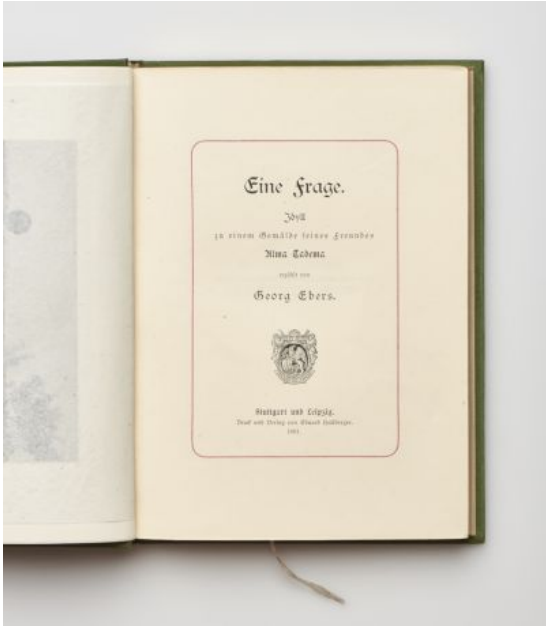 Eine Frage.
Idyll
zu einem Gemälde seines Freundes
Alma Tadema
erzählt von
Georg Ebers.
Stuttgart und Leipzig.
Druck und Verlag von Eduard Hallberger.
1881.